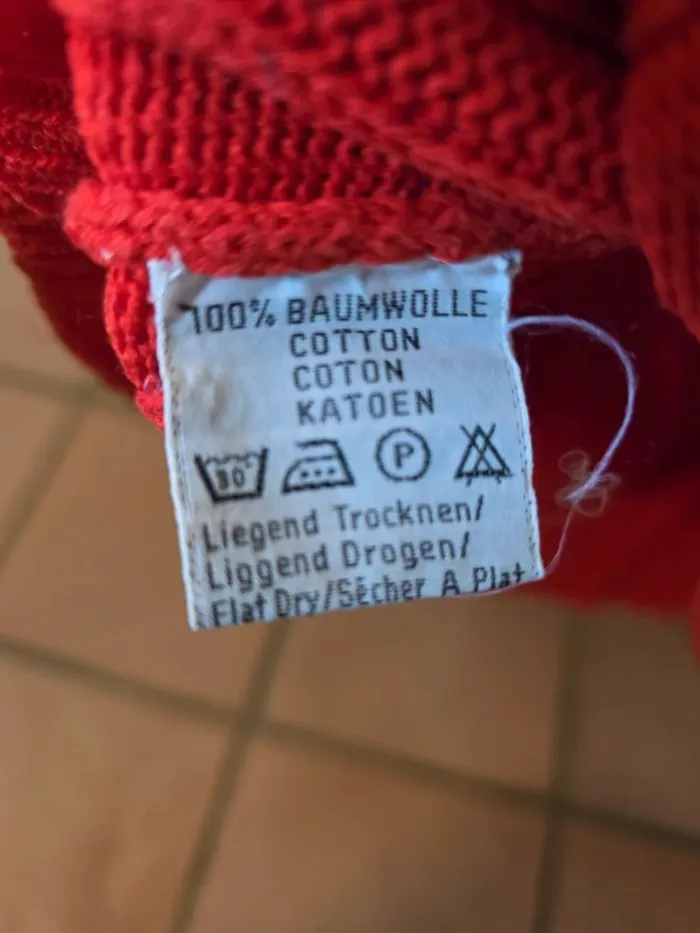 100% BAUMWOLLE
COTTON
COTON
KATOEN
30° P
Liegend Trocknen/
Liggend Drogen/
Flat Dry/Sècher A Plat